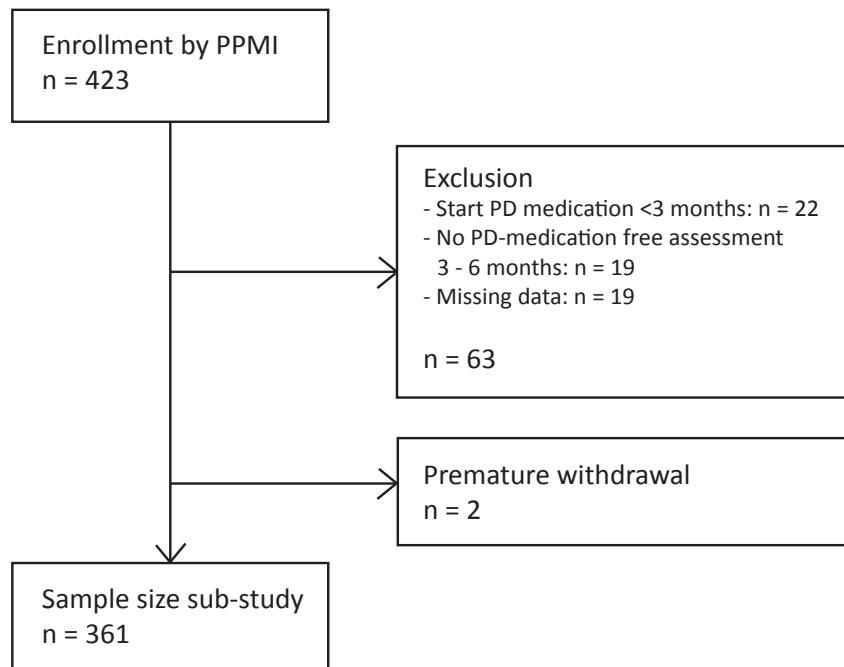 Enrollment by PPMI
n = 423
Exclusion
- Start PD medication <3 months: n = 22
- No PD-medication free assessment
3 - 6 months: n = 19
- Missing data: n = 19
n = 63
Premature withdrawal
n = 2
Sample size sub-study
n = 361